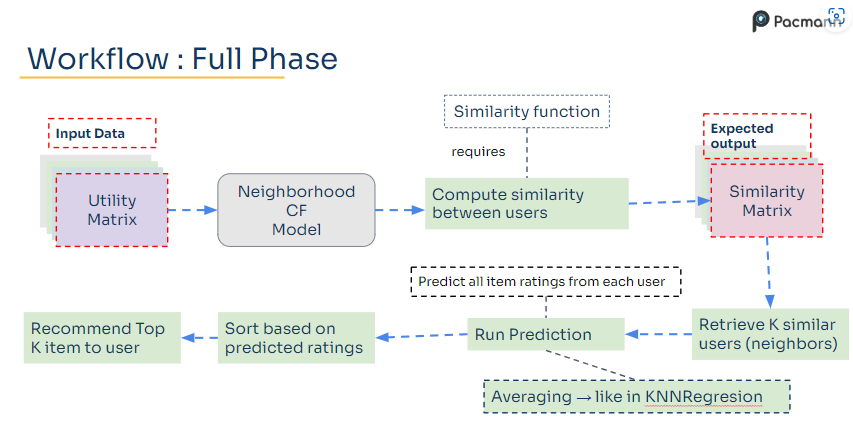 Pacmann
Workflow : Full Phase
Similarity function
Input Data
Expected
output
requires
Utility
Matrix
Neighborhood
CF
Model
Compute similarity
between users
Similarity
Matrix
Predict all item ratings from each user
Recommend Top
K item to user
Sort based on
predicted ratings
Run Prediction
Retrieve K similar
users (neighbors)
Averaging → like in KNNRegresion